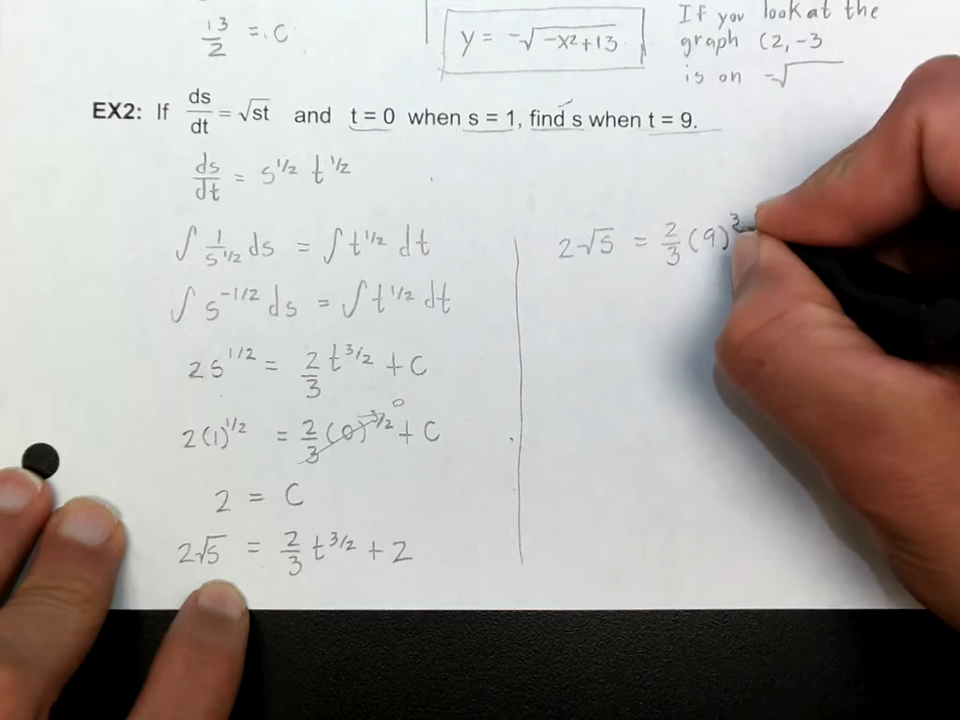 13/2 = C
y = -√-x²+13
If you look at the
graph (2, -3
is on -√
EX2: If ds/dt = √st and t = 0 when s = 1, find s when t = 9.
ds/dt = s^1/2 t^1/2
∫ 1/s^1/2 ds = ∫ t^1/2 dt
∫ s^-1/2 ds = ∫ t^1/2 dt
2s^1/2 = 2/3 t^3/2 + C
2(1)^1/2 = 2/3 (0)^3/2 + C
0
2 = C
2√s = 2/3 t^3/2 + 2
2√s = 2/3 (9)^3